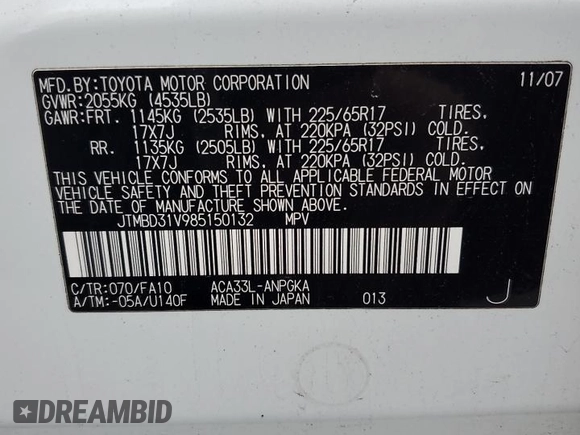 MFD.BY:TOYOTA MOTOR CORPORATION 11/07
GVWR:2055KG (4535LB)
GAWR:FRT. 1145KG (2535LB) WITH 225/65R17 TIRES,
17X7J RIMS, AT 220KPA (32PSI) COLD.
RR. 1135KG (2505LB) WITH 225/65R17 TIRES,
17X7J RIMS, AT 220KPA (32PSI) COLD.
THIS VEHICLE CONFORMS TO ALL APPLICABLE FEDERAL MOTOR
VEHICLE SAFETY AND THEFT PREVENTION STANDARDS IN EFFECT ON
THE DATE OF MANUFACTURE SHOWN ABOVE.
JTMBD31V985150132 MPV
C/TR:070/FA10 ACA33L-ANPGKA
A/TM:-05A/U140F MADE IN JAPAN 013 J
DREAMBID